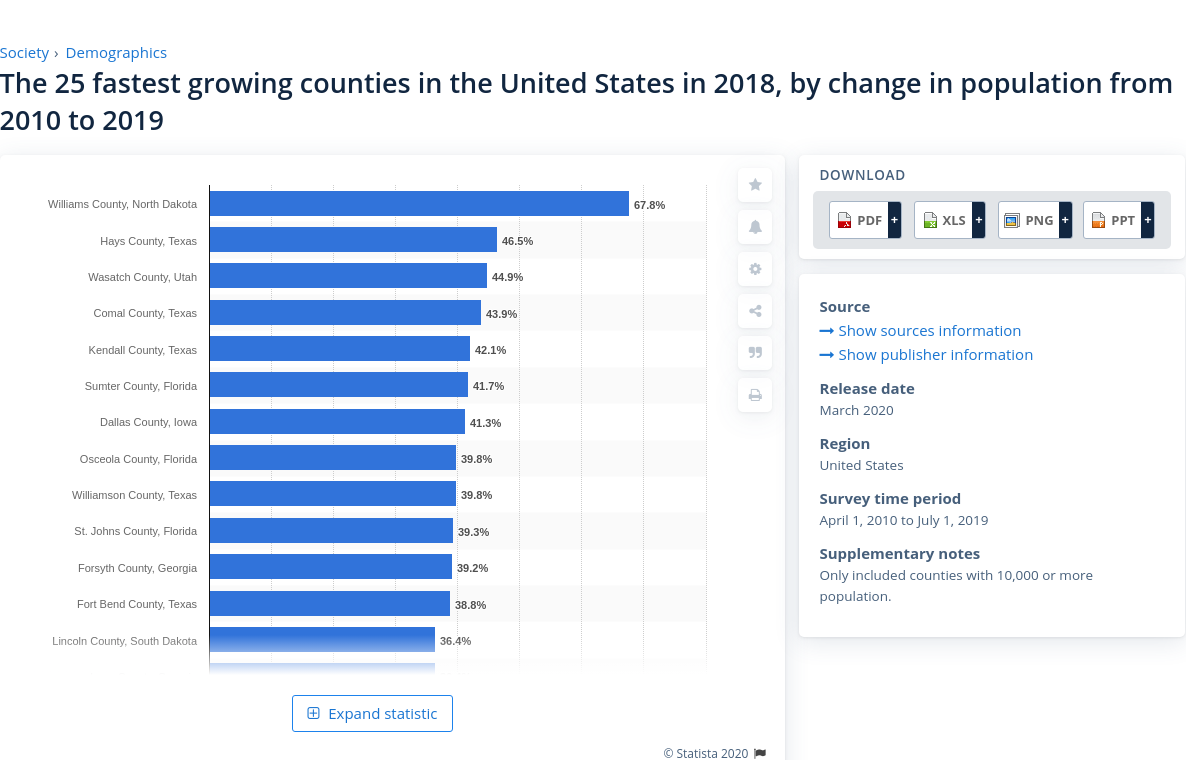 Society › Demographics
The 25 fastest growing counties in the United States in 2018, by change in population from
2010 to 2019
Williams County, North Dakota 67.8%
Hays County, Texas 46.5%
Wasatch County, Utah 44.9%
Comal County, Texas 43.9%
Kendall County, Texas 42.1%
Sumter County, Florida 41.7%
Dallas County, Iowa 41.3%
Osceola County, Florida 39.8%
Williamson County, Texas 39.8%
St. Johns County, Florida 39.3%
Forsyth County, Georgia 39.2%
Fort Bend County, Texas 38.8%
Lincoln County, South Dakota 36.4%
Expand statistic
© Statista 2020
DOWNLOAD
PDF + XLS + PNG + PPT +
Source
Show sources information
Show publisher information
Release date
March 2020
Region
United States
Survey time period
April 1, 2010 to July 1, 2019
Supplementary notes
Only included counties with 10,000 or more
population.